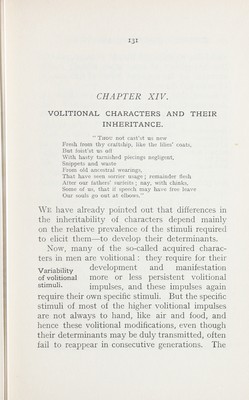 131
CHAPTER XIV.
VOLITIONAL CHARACTERS AND THEIR
INHERITANCE.
" Thou not cast'st us new
Fresh from thy craftship, like the lilies' coats,
But foist'st us off
With hasty tarnished piecings negligent,
Snippets and waste
From old ancestral wearings,
That have seen sorrier usage ; remainder flesh
After our fathers' surfeits ; nay, with chinks,
Some of us, that if speech may have free leave
Our souls go out at elbows."
WE have already pointed out that differences in
the inheritability of characters depend mainly
on the relative prevalence of the stimuli required
to elicit them—to develop their determinants.
Now, many of the so-called acquired charac-
ters in men are volitional : they require for their
Variability
of volitional
stimuli.
development and manifestation
more or less persistent volitional
impulses, and these impulses again
require their own specific stimuli. But the specific
stimuli of most of the higher volitional impulses
are not always to hand, like air and food, and
hence these volitional modifications, even though
their determinants may be duly transmitted, often
fail to reappear in consecutive generations. The